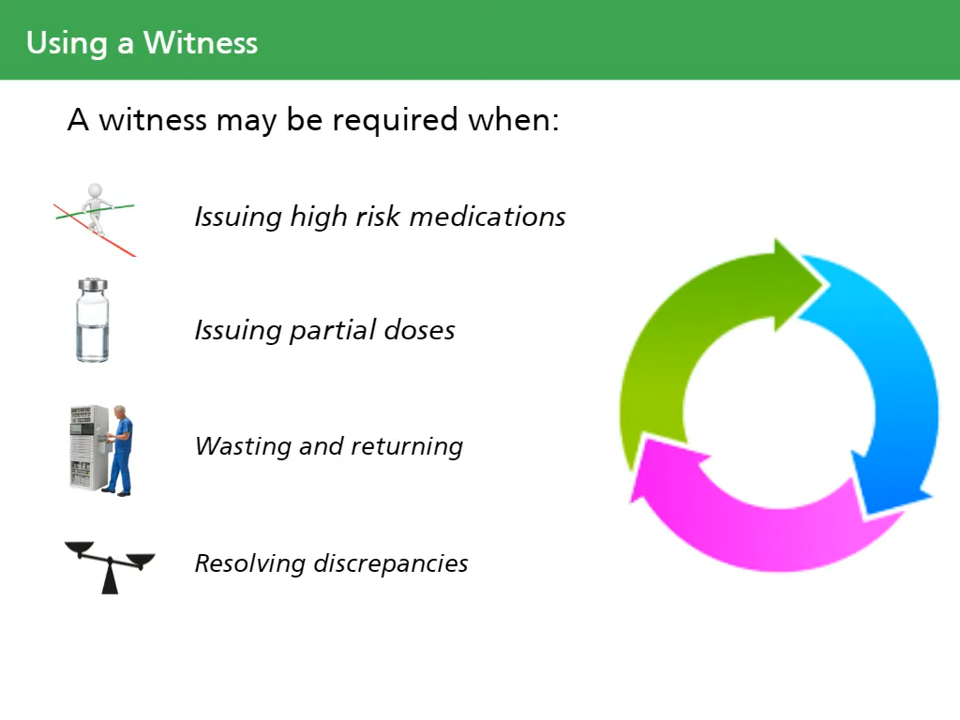 Using a Witness
A witness may be required when:
Issuing high risk medications
Issuing partial doses
Wasting and returning
Resolving discrepancies